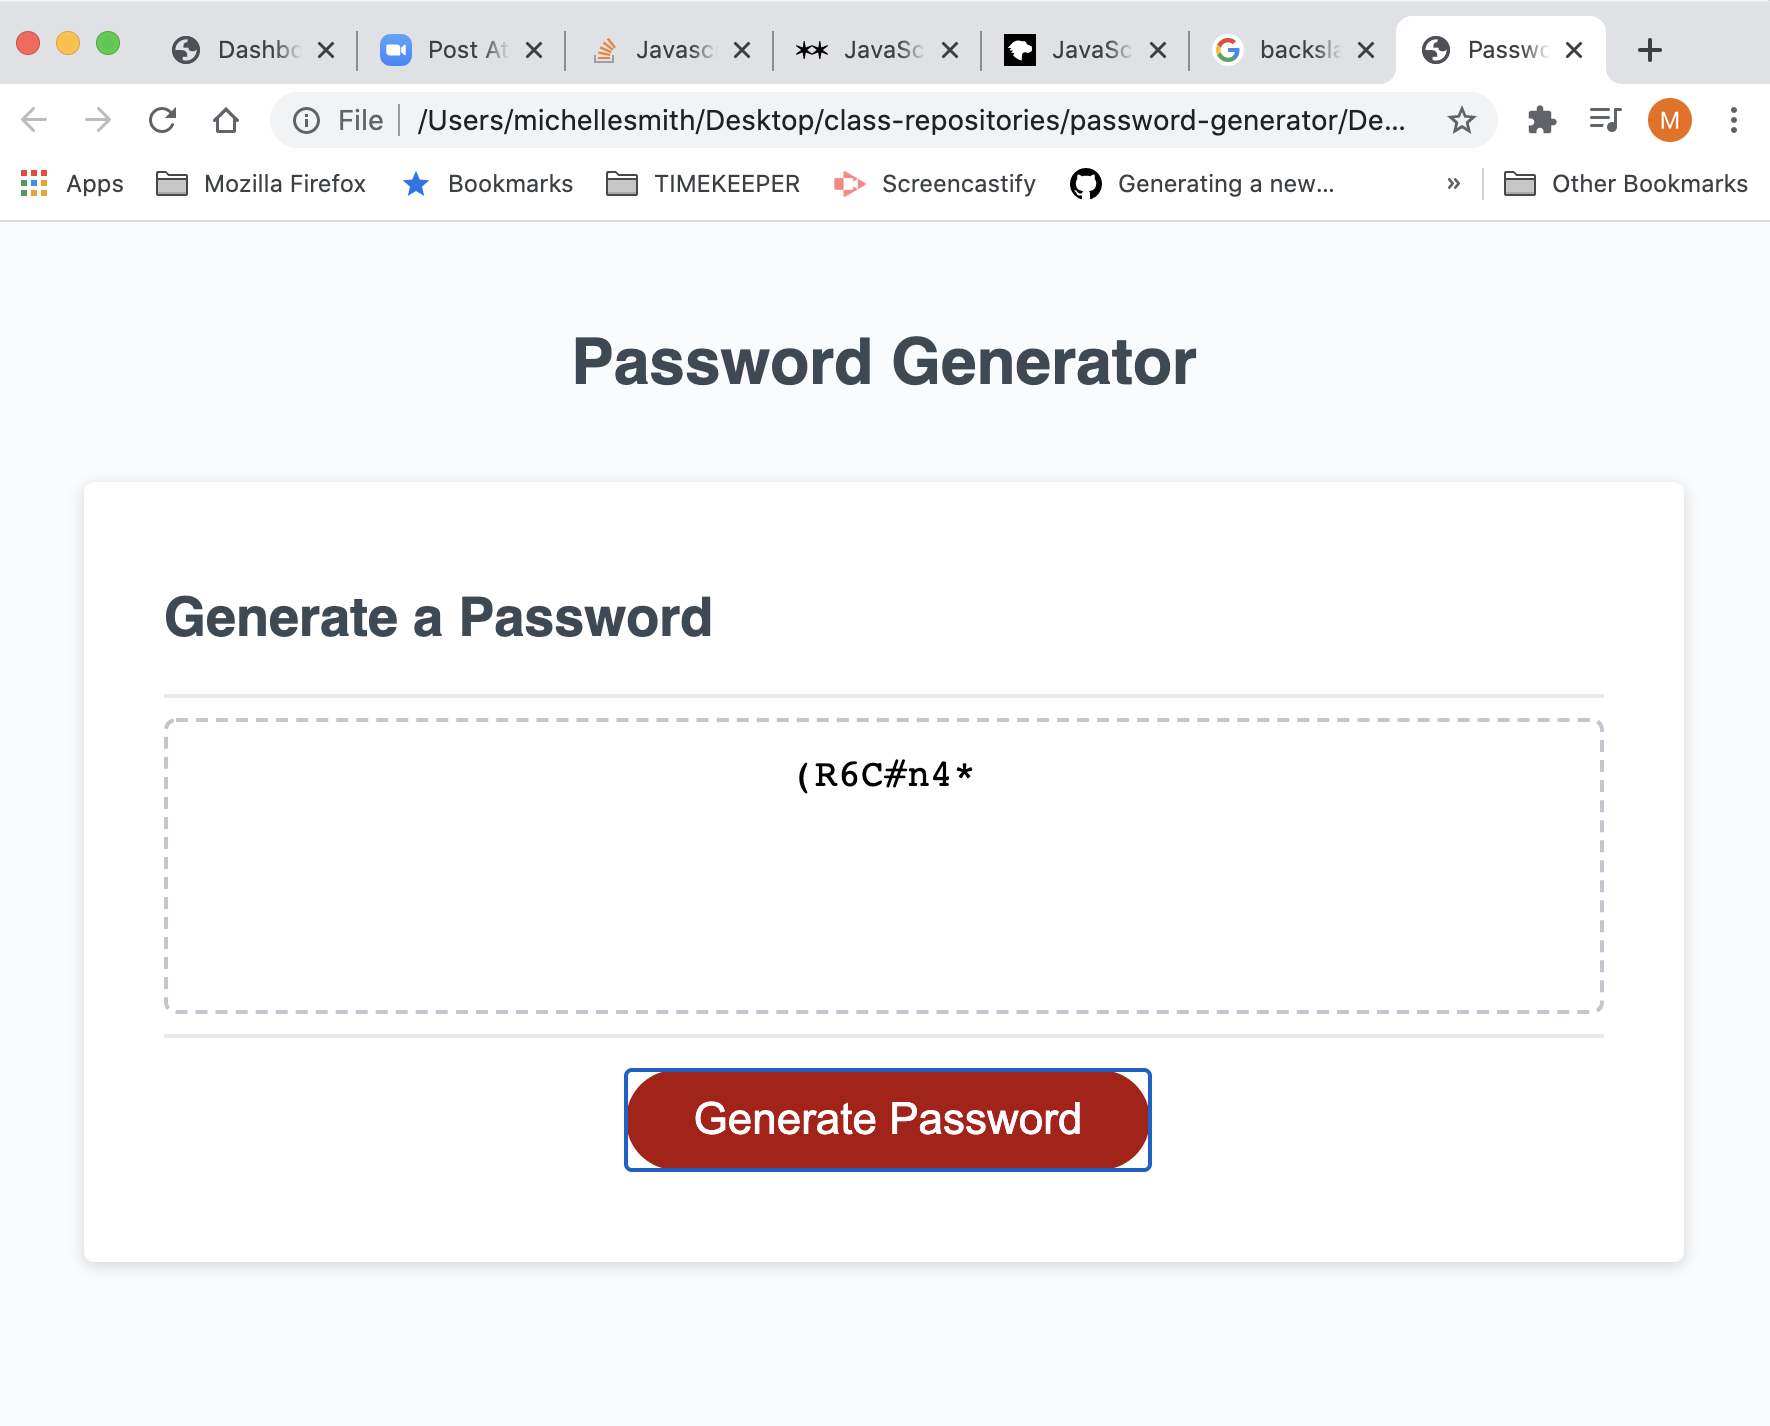 Dashbo Post At Javasc JavaSc JavaSc backsla Passwo
File /Users/michellesmith/Desktop/class-repositories/password-generator/De... M
Apps Mozilla Firefox Bookmarks TIMEKEEPER Screencastify Generating a new... » Other Bookmarks
Password Generator
Generate a Password
(R6C#n4*
Generate Password